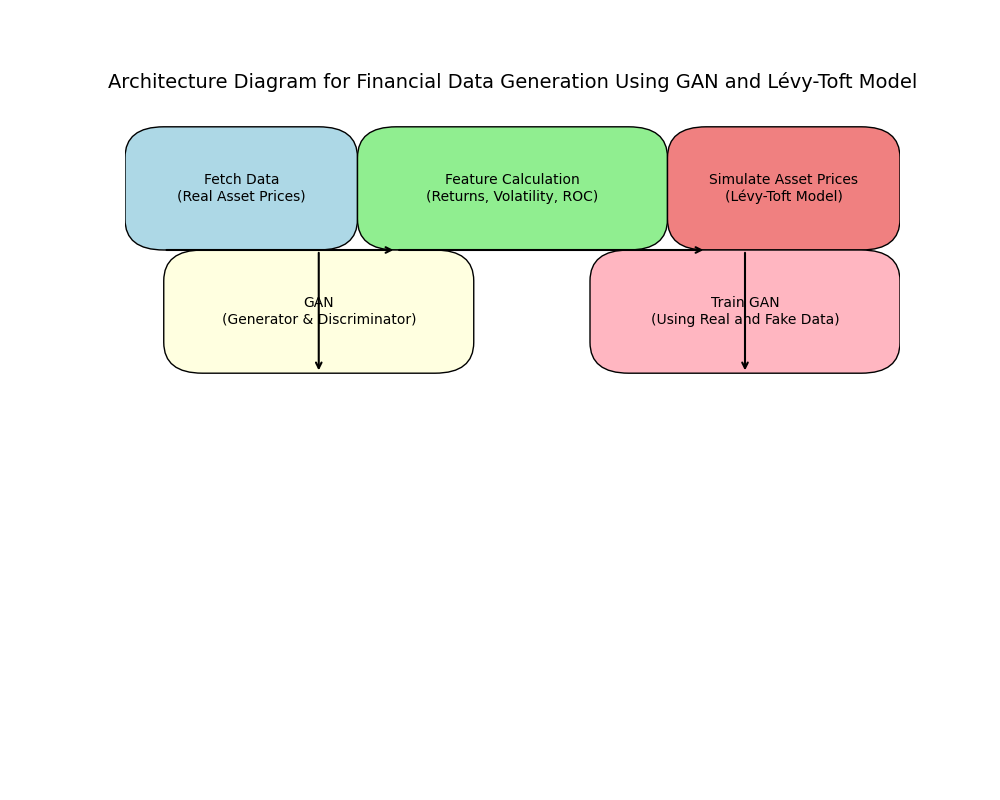 Architecture Diagram for Financial Data Generation Using GAN and Lévy-Toft Model
Fetch Data
(Real Asset Prices)
Feature Calculation
(Returns, Volatility, ROC)
Simulate Asset Prices
(Lévy-Toft Model)
GAN
(Generator & Discriminator)
Train GAN
(Using Real and Fake Data)